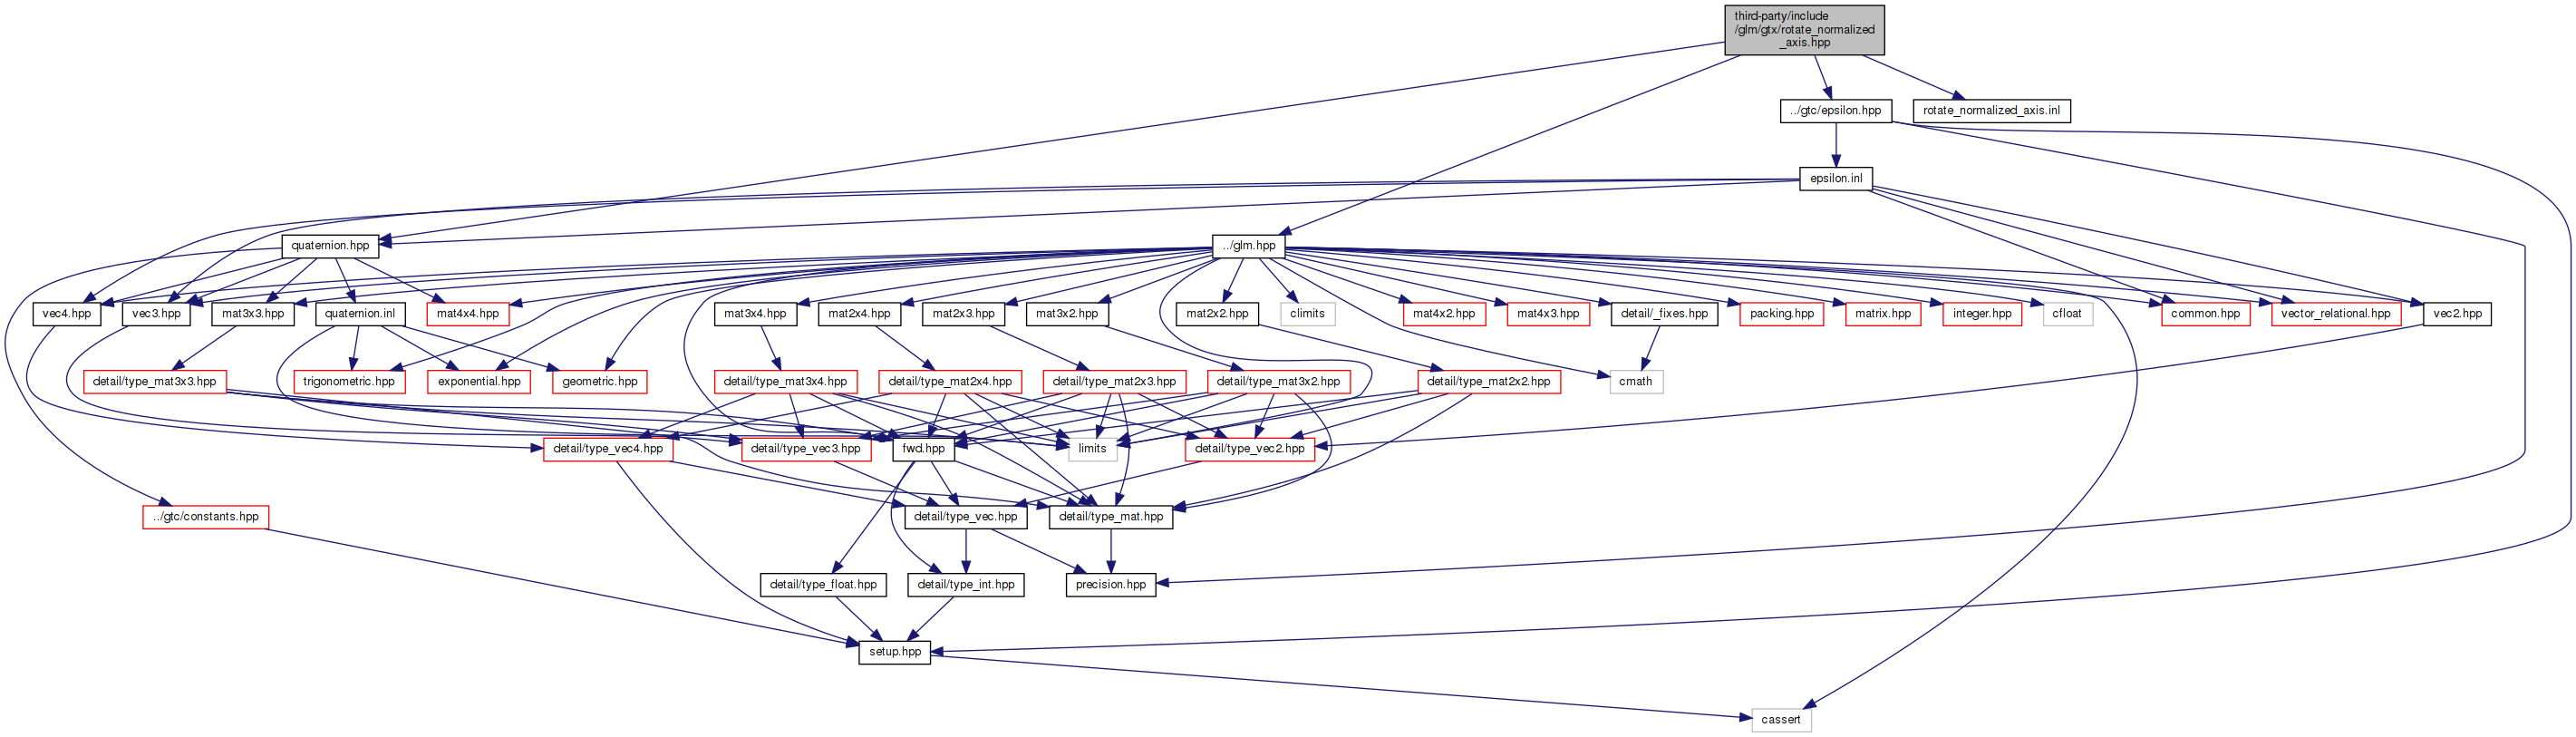 third-party/include
/glm/gtx/rotate_normalized
_axis.hpp
../gtc/epsilon.hpp
rotate_normalized_axis.inl
epsilon.inl
quaternion.hpp
../glm.hpp
vec4.hpp
vec3.hpp
mat3x3.hpp
quaternion.inl
mat4x4.hpp
mat3x4.hpp
mat2x4.hpp
mat2x3.hpp
mat3x2.hpp
mat2x2.hpp
climits
mat4x2.hpp
mat4x3.hpp
detail/_fixes.hpp
packing.hpp
matrix.hpp
integer.hpp
cfloat
common.hpp
vector_relational.hpp
vec2.hpp
detail/type_mat3x3.hpp
trigonometric.hpp
exponential.hpp
geometric.hpp
detail/type_mat3x4.hpp
detail/type_mat2x4.hpp
detail/type_mat2x3.hpp
detail/type_mat3x2.hpp
detail/type_mat2x2.hpp
cmath
detail/type_vec4.hpp
detail/type_vec3.hpp
fwd.hpp
limits
detail/type_vec2.hpp
../gtc/constants.hpp
detail/type_vec.hpp
detail/type_mat.hpp
detail/type_float.hpp
detail/type_int.hpp
precision.hpp
setup.hpp
cassert